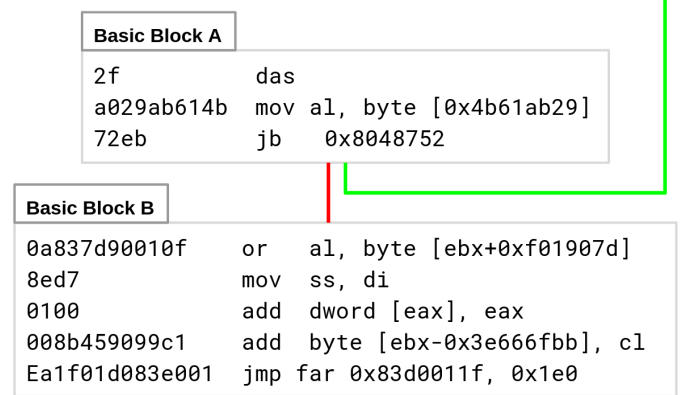 Basic Block A
2f das
a029ab614b mov al, byte [0x4b61ab29]
72eb jb 0x8048752
Basic Block B
0a837d90010f or al, byte [ebx+0xf01907d]
8ed7 mov ss, di
0100 add dword [eax], eax
008b459099c1 add byte [ebx-0x3e666fbb], cl
Ea1f01d083e001 jmp far 0x83d0011f, 0x1e0